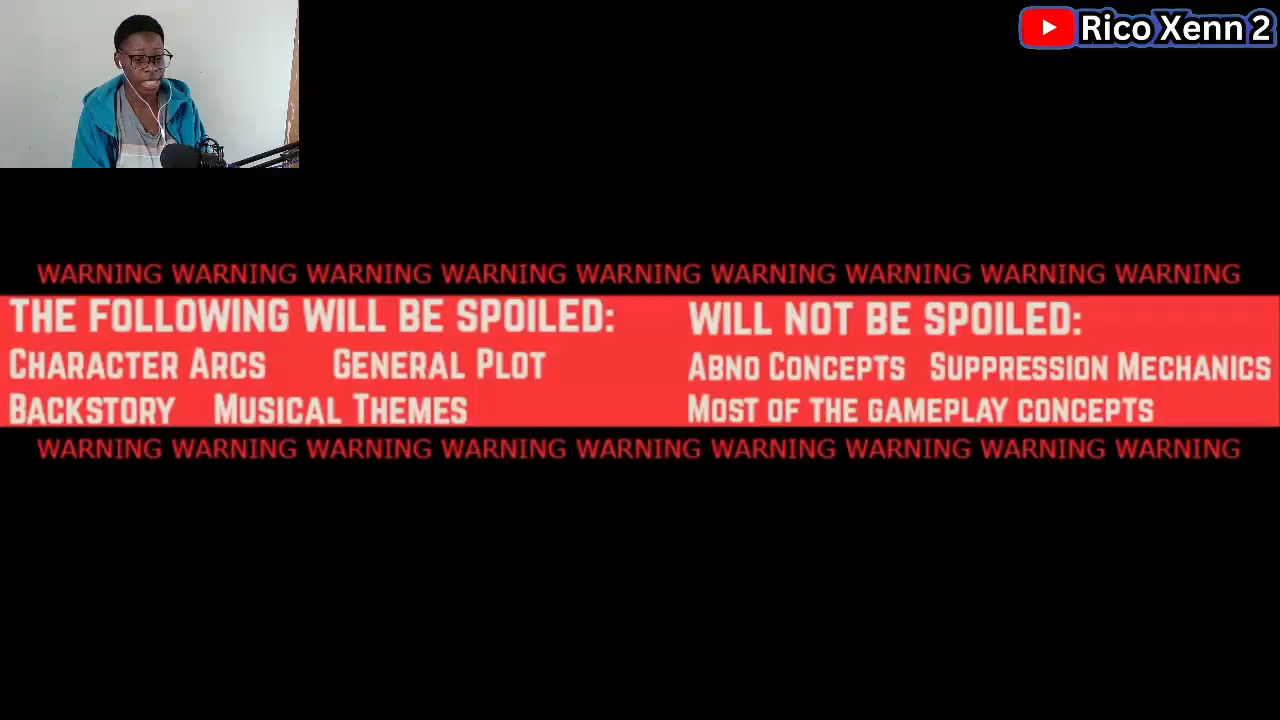 Rico Xenn 2
WARNING WARNING WARNING WARNING WARNING WARNING WARNING WARNING WARNING
THE FOLLOWING WILL BE SPOILED:
CHARACTER ARCS GENERAL PLOT
BACKSTORY MUSICAL THEMES
WILL NOT BE SPOILED:
ABNO CONCEPTS SUPPRESSION MECHANICS
MOST OF THE GAMEPLAY CONCEPTS
WARNING WARNING WARNING WARNING WARNING WARNING WARNING WARNING WARNING